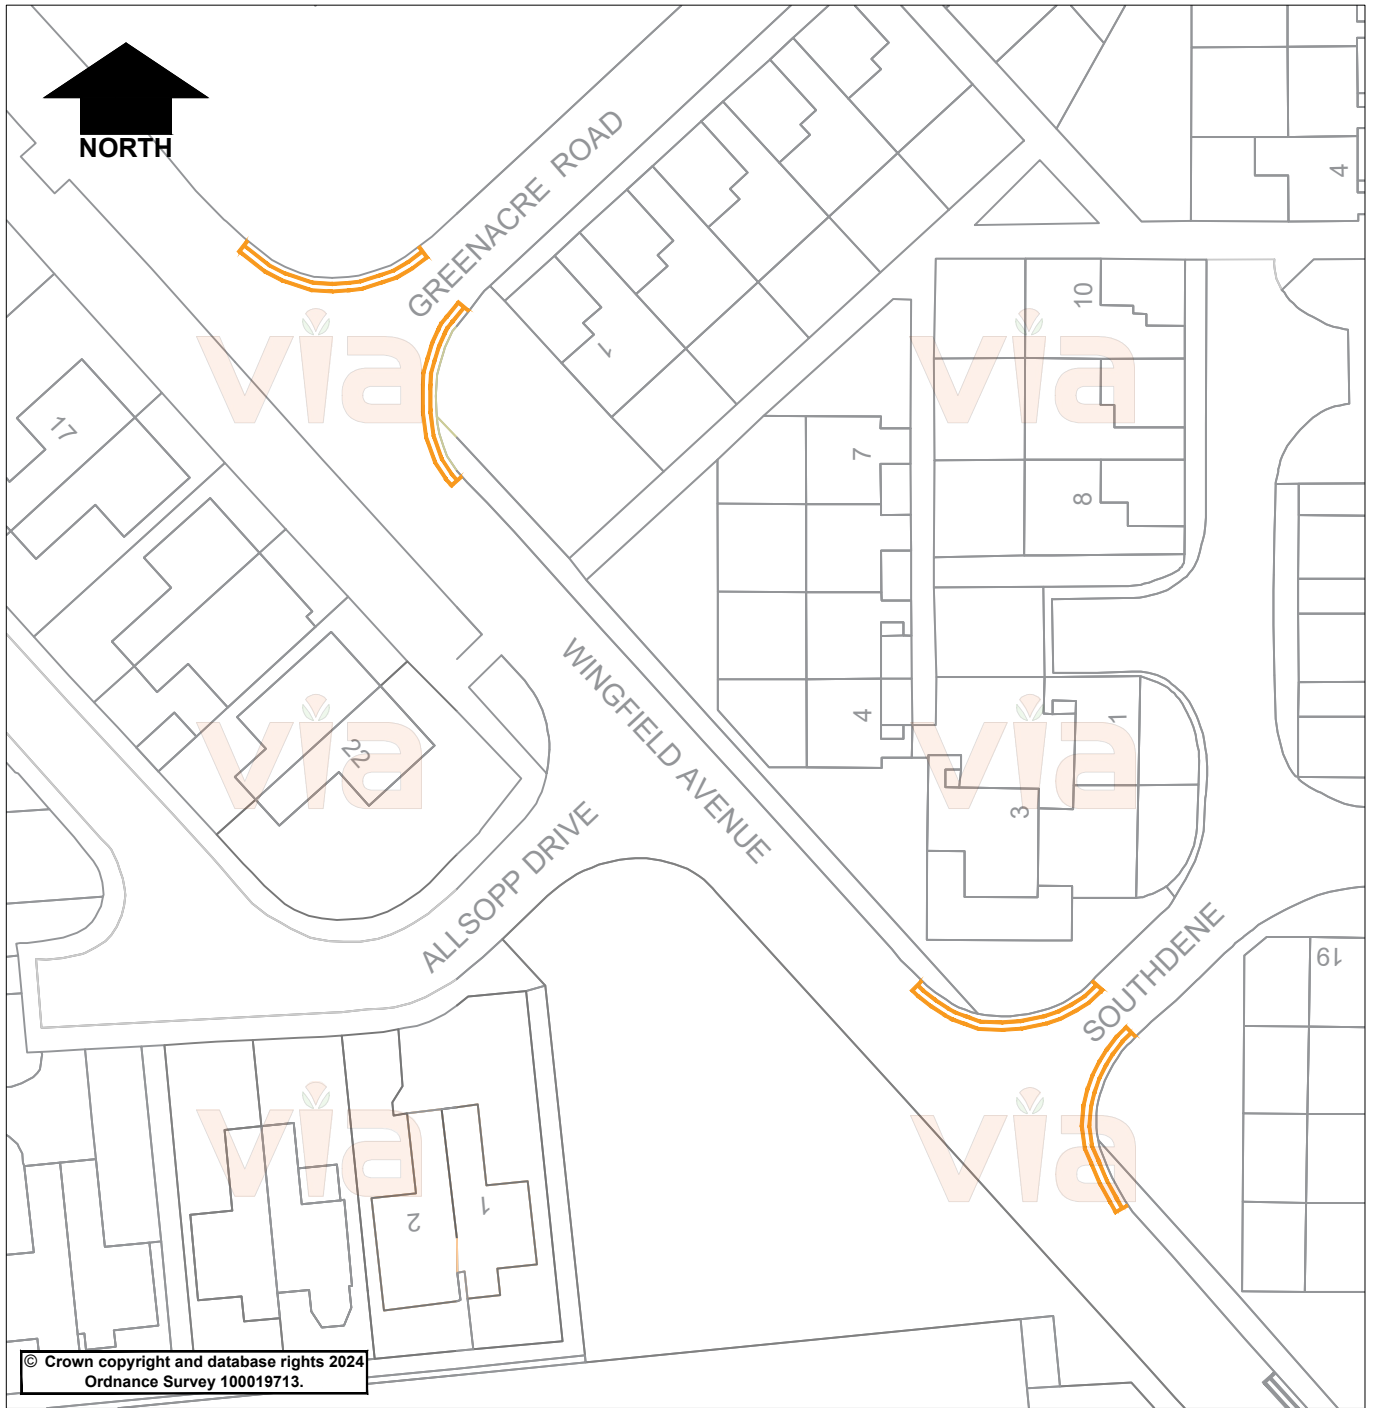 NORTH
GREENACRE ROAD
4
10
1
via
via
17
7
8
WINGFIELD AVENUE
4
1
22
via
via
3
ALLSOPP DRIVE
SOUTHDENE
19
via
via
2
1
© Crown copyright and database rights 2024
Ordnance Survey 100019713.